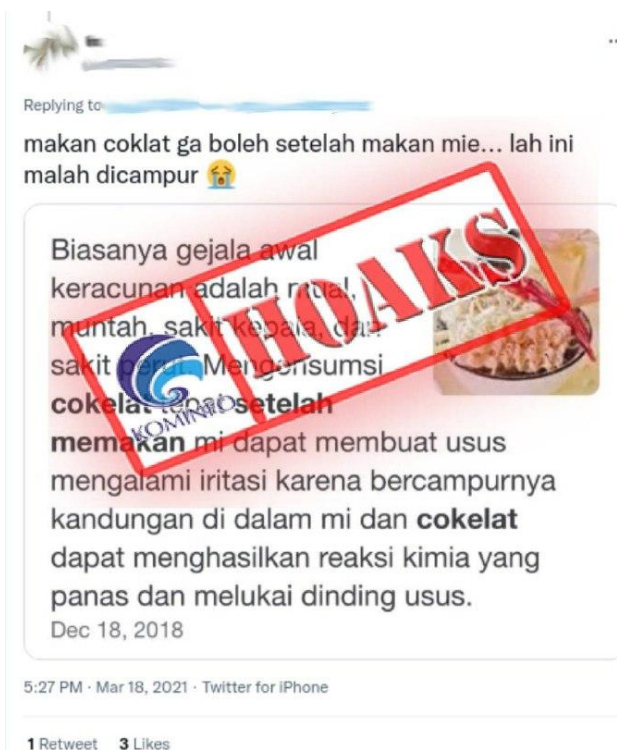 Replying to
makan coklat ga boleh setelah makan mie... lah ini
malah dicampur 😭
Biasanya gejala awal
keracunan adalah mual,
muntah, sakit kepala, dan
sakit perut. Mengonsumsi
cokelat tepat setelah
memakan mi dapat membuat usus
mengalami iritasi karena bercampurnya
kandungan di dalam mi dan cokelat
dapat menghasilkan reaksi kimia yang
panas dan melukai dinding usus.
Dec 18, 2018
HOAKS
KOMINFO
5:27 PM · Mar 18, 2021 · Twitter for iPhone
1 Retweet 3 Likes